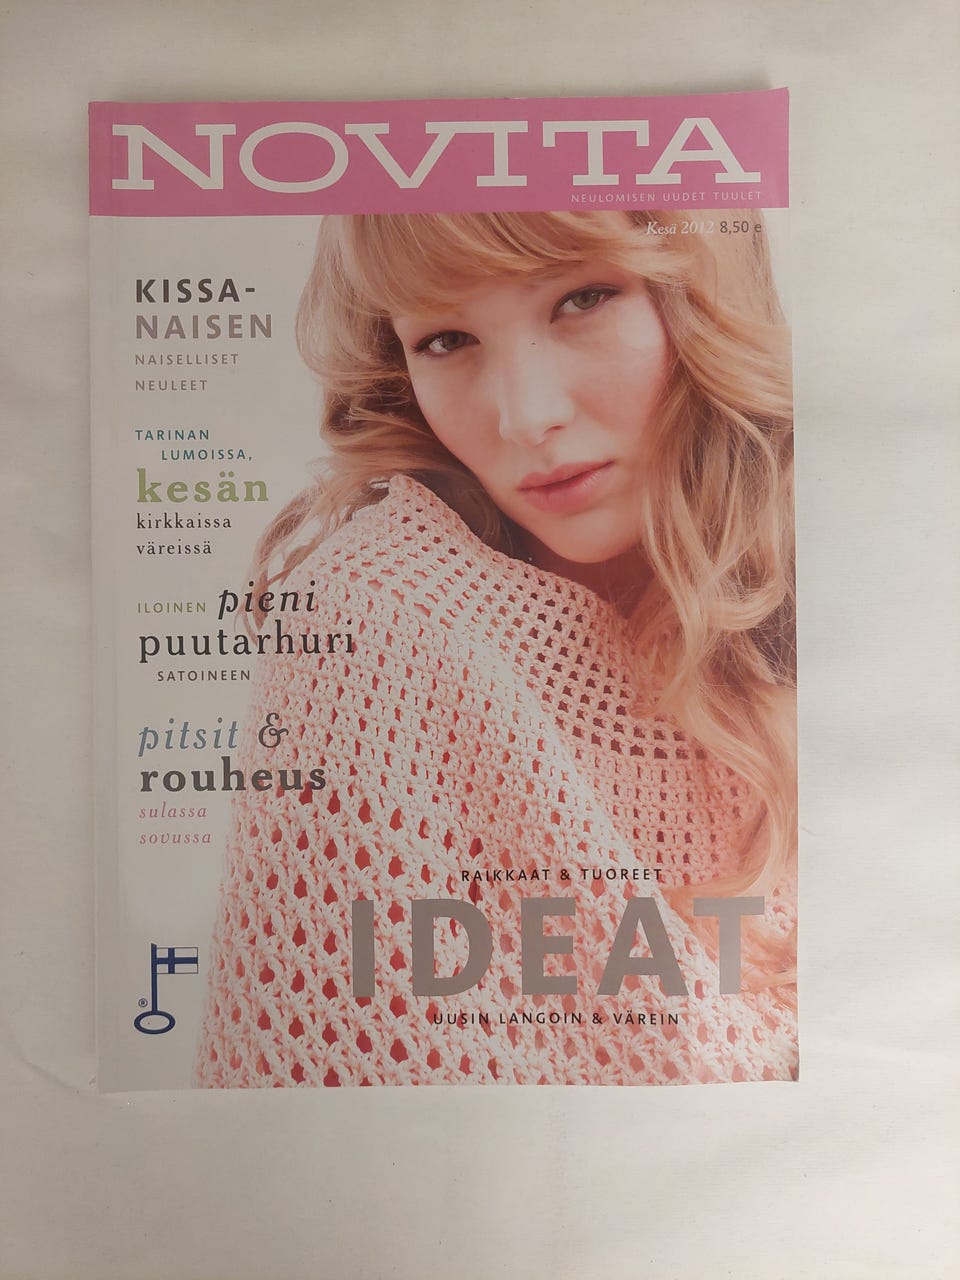 NOVITA
NEULOMISEN UUDET TUULET
Kesä 2012 8,50 e
KISSA-
NAISEN
NAISELLISET
NEULEET
TARINAN
LUMOISSA,
kesän
kirkkaissa
väreissä
ILOINEN pieni
puutarhuri
SATOINEEN
pitsit &
rouheus
sulassa
sovussa
RAIKKAAT & TUOREET
IDEAT
UUSIN LANGOIN & VÄREIN
®